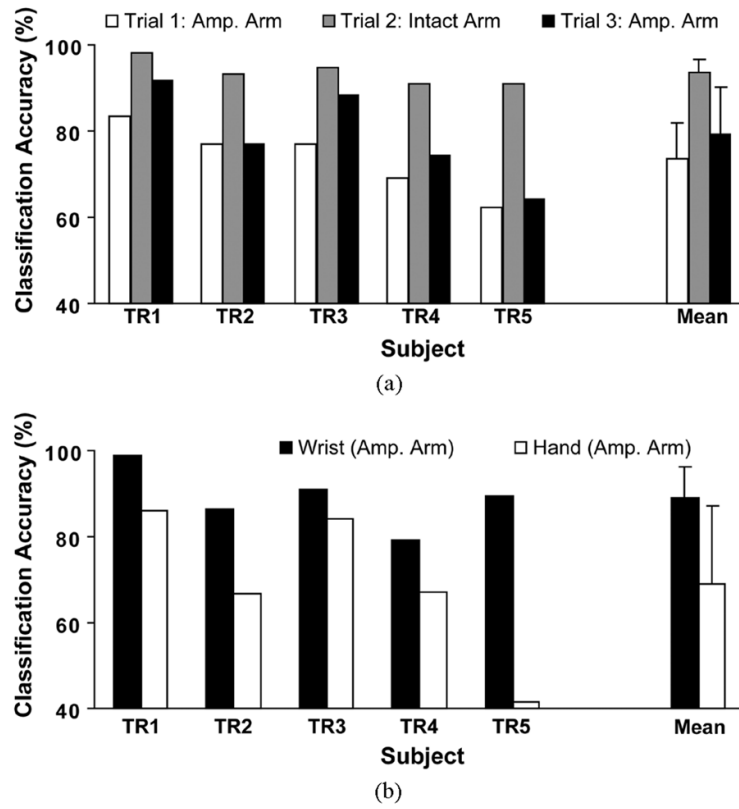 Trial 1: Amp. Arm Trial 2: Intact Arm Trial 3: Amp. Arm
Classification Accuracy (%)
100
80
60
40
TR1 TR2 TR3 TR4 TR5 Mean
Subject
(a)
Wrist (Amp. Arm) Hand (Amp. Arm)
Classification Accuracy (%)
100
80
60
40
TR1 TR2 TR3 TR4 TR5 Mean
Subject
(b)